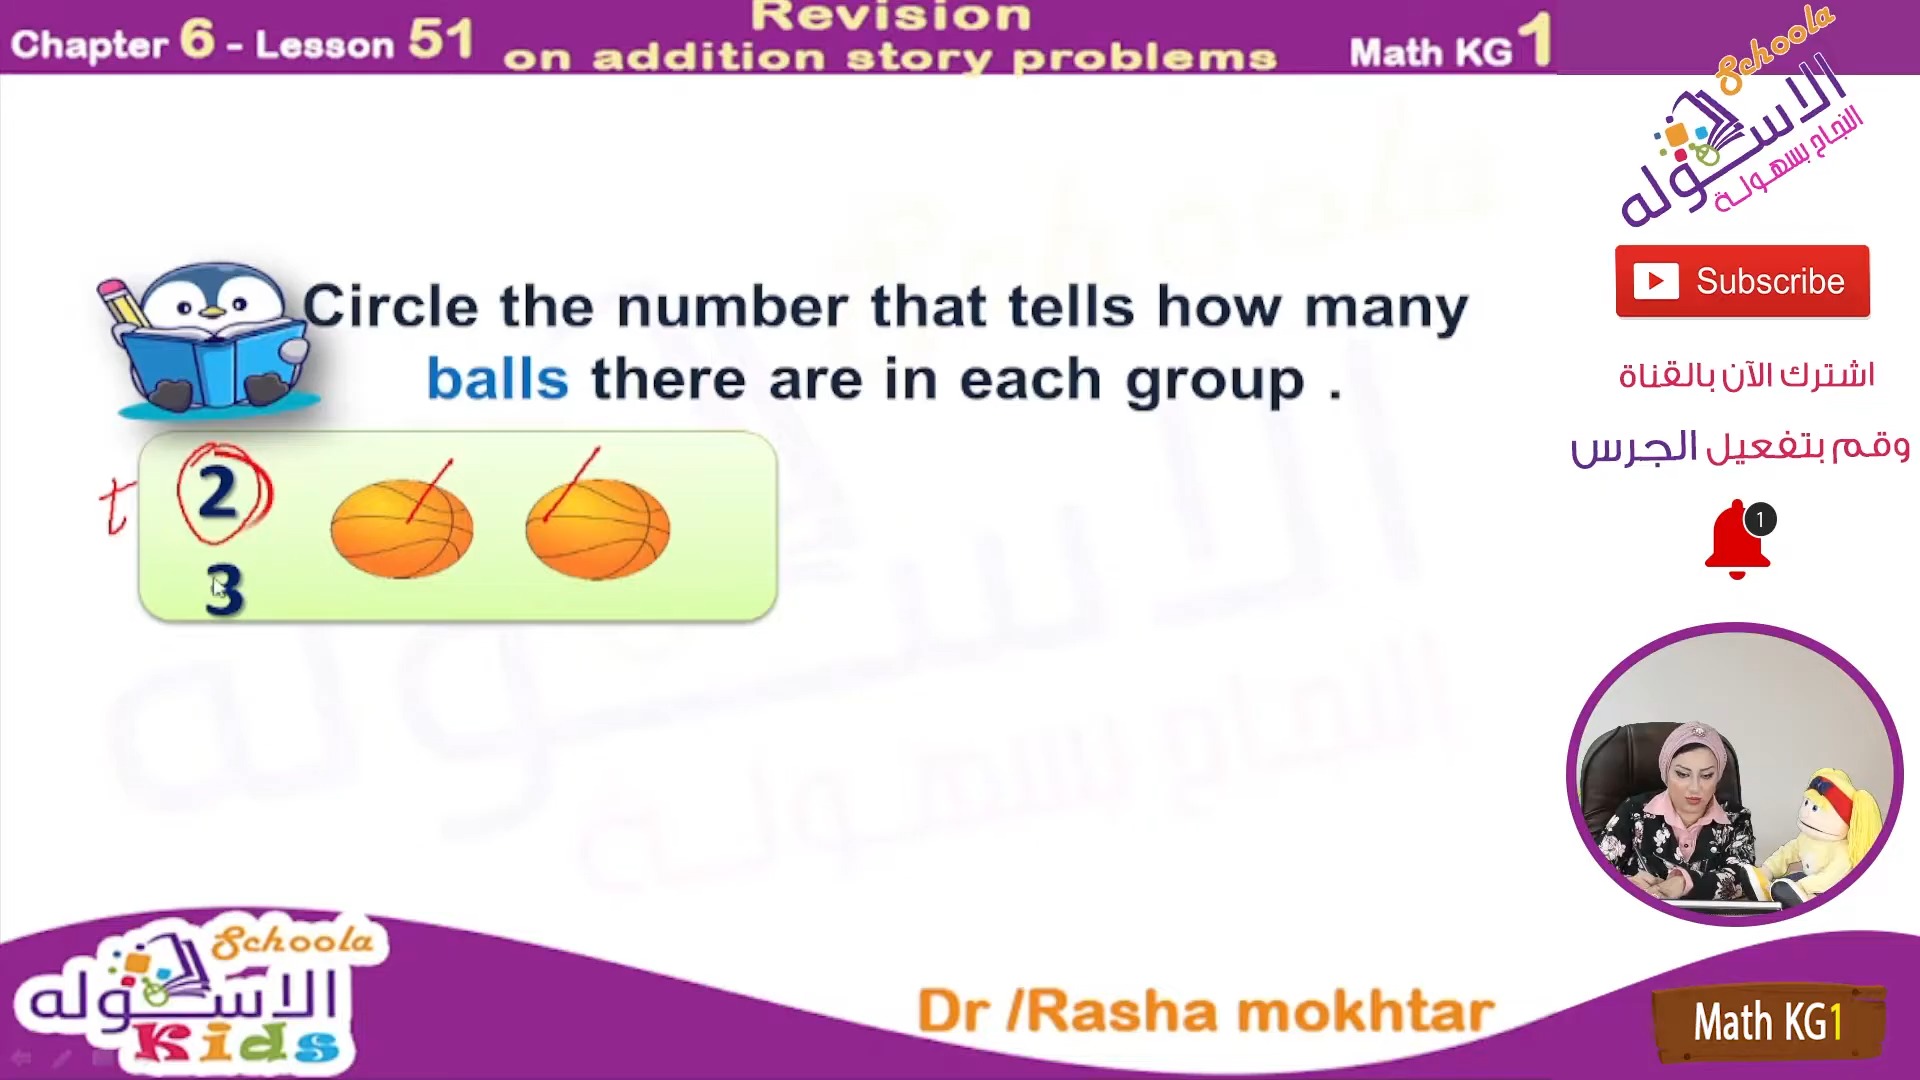 Chapter 6 - Lesson 51
Revision
on addition story problems
Math KG 1
Schoola
الاسكوله
النجاح بسهولة
Subscribe
اشترك الآن بالقناة
وقم بتفعيل الجرس
1
Circle the number that tells how many
balls there are in each group .
t
2
3
Schoola
الاسكوله
Kids
Dr /Rasha mokhtar
Math KG1